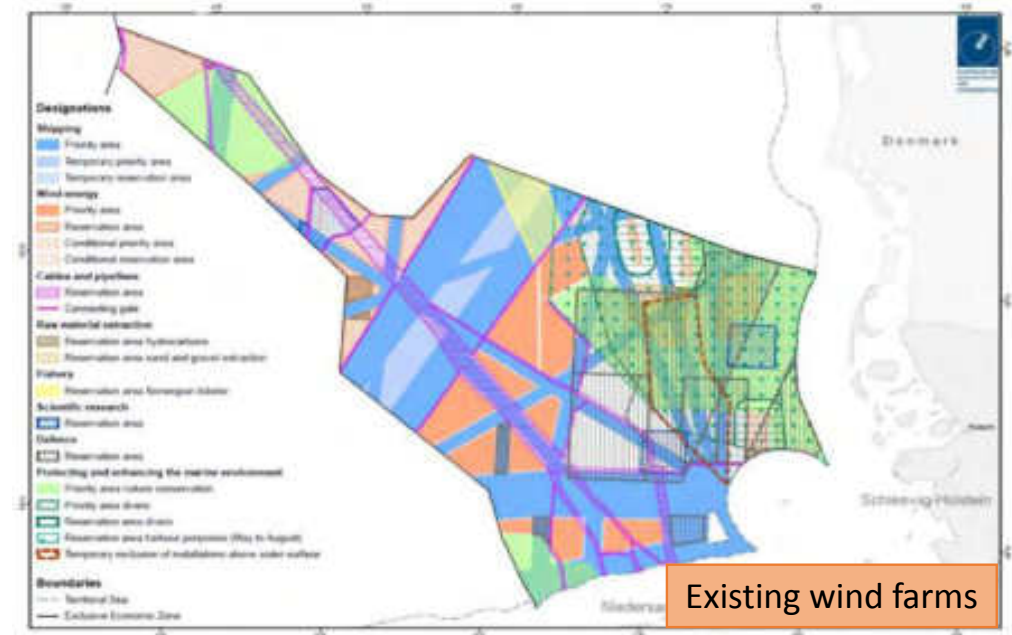 Denmark
Designations
Shipping
Priority area
Temporary priority area
Temporary reservation area
Wind energy
Priority area
Reservation area
Conditional priority area
Conditional reservation area
Cables and pipelines
Reservation area
Connecting gate
Raw material extraction
Reservation area hydrocarbons
Reservation area sand and gravel extraction
Fishery
Reservation area Norwegian lobster
Scientific research
Reservation area
Defence
Reservation area
Protecting and enhancing the marine environment
Priority area nature conservation
Priority area divers
Reservation area divers
Reservation area harbour porpoises (May to August)
Temporary exclusion of installations above water surface
Boundaries
Territorial Sea
Exclusive Economic Zone
Schleswig-Holstein
Existing wind farms